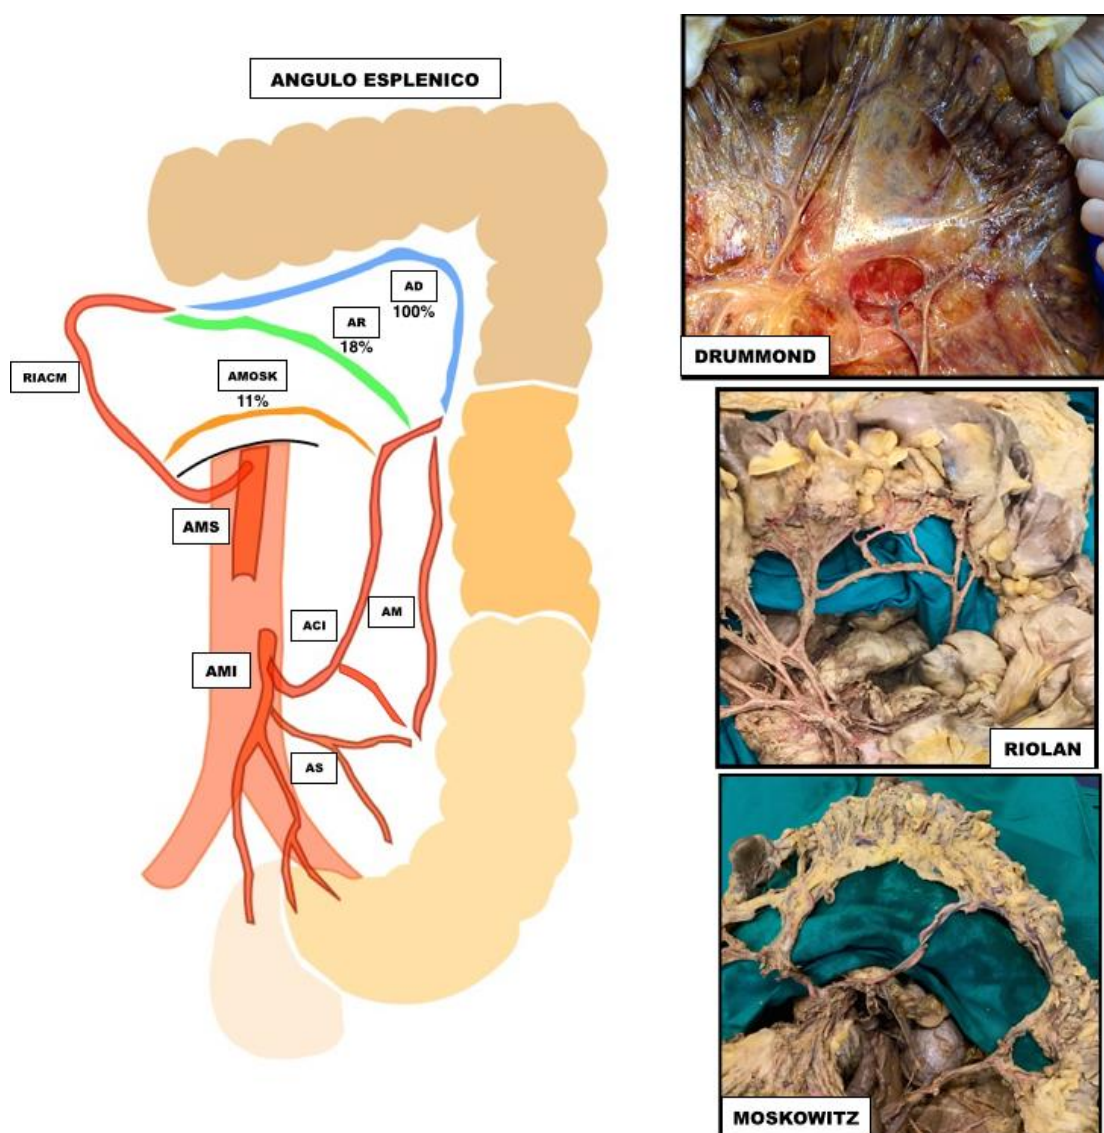 ANGULO ESPLENICO
AD
100%
AR
18%
RIACM
AMOSK
11%
AMS
ACI
AM
AMI
AS
DRUMMOND
RIOLAN
MOSKOWITZ